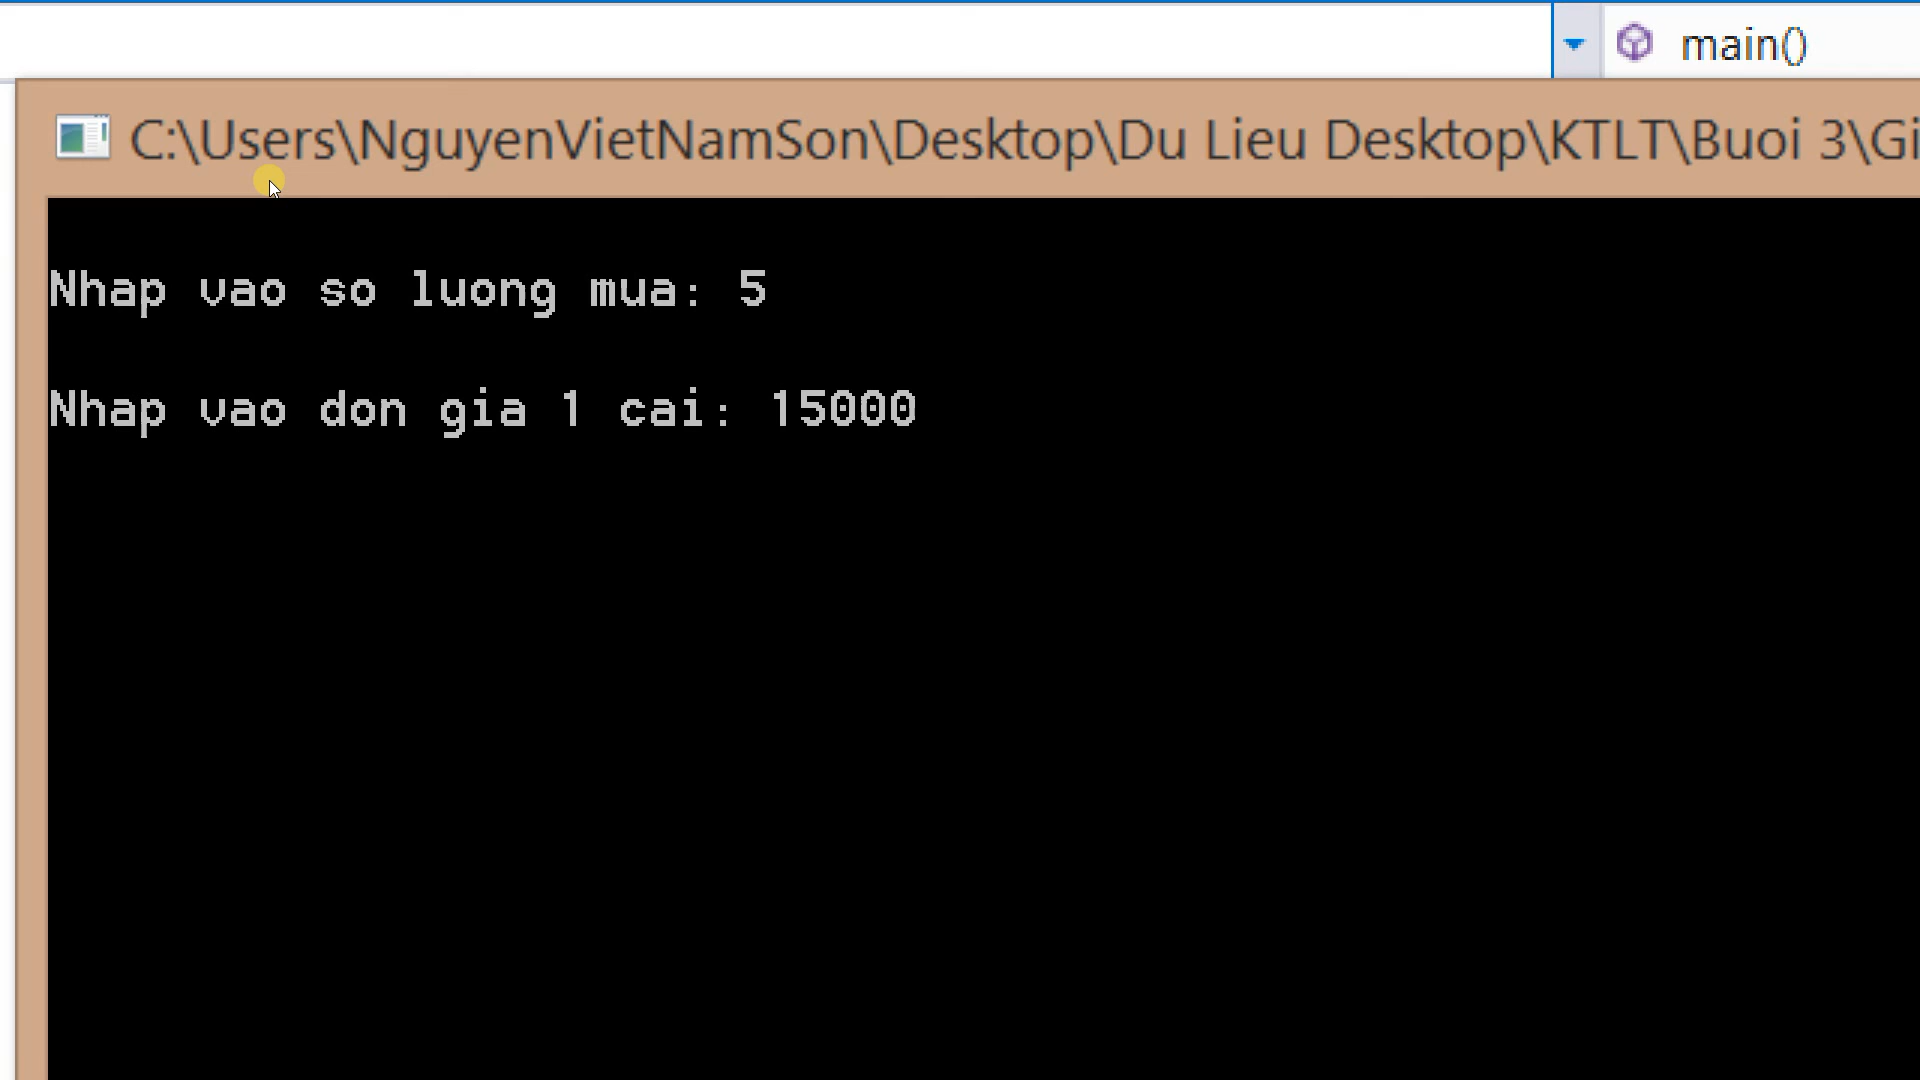 main()
C:\Users\NguyenVietNamSon\Desktop\Du Lieu Desktop\KTLT\Buoi 3\Gi
Nhap vao so luong mua: 5
Nhap vao don gia 1 cai: 15000